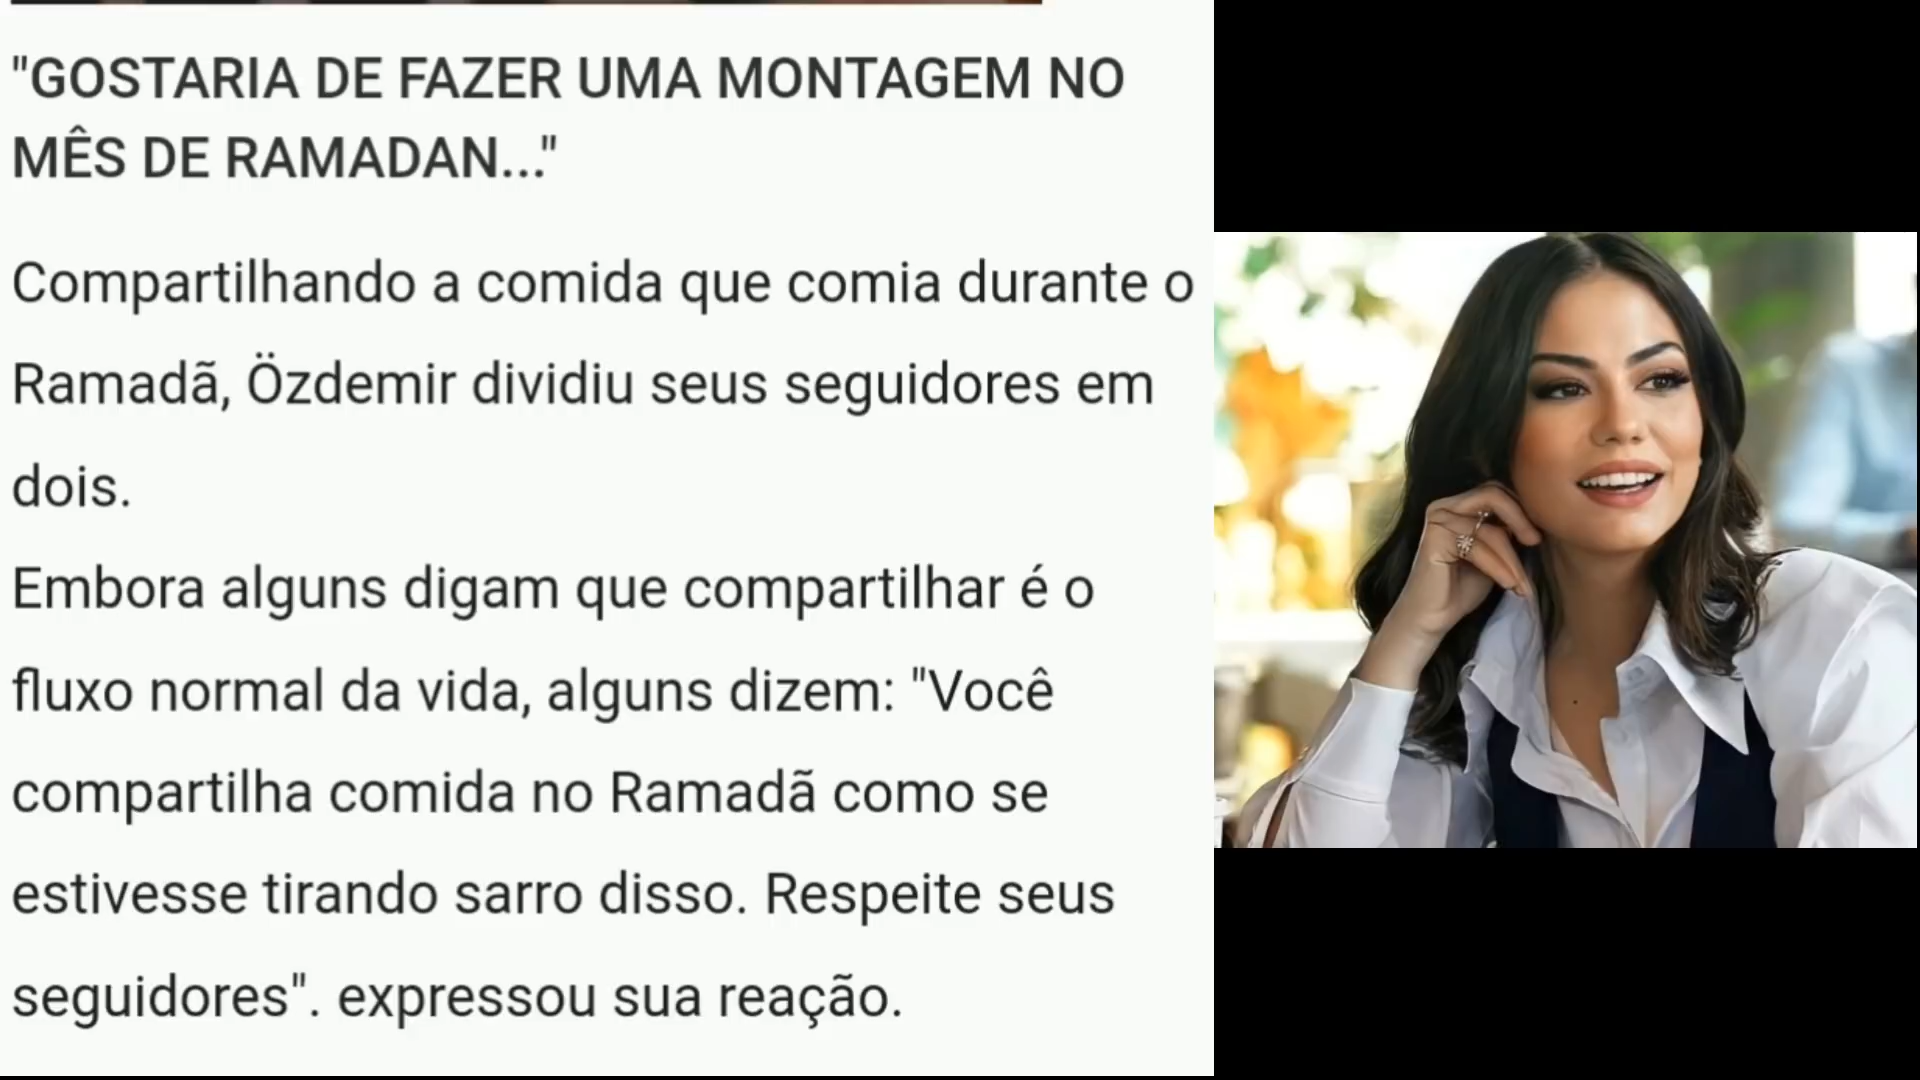 "GOSTARIA DE FAZER UMA MONTAGEM NO
MÊS DE RAMADAN..."
Compartilhando a comida que comia durante o
Ramadã, Özdemir dividiu seus seguidores em
dois.
Embora alguns digam que compartilhar é o
fluxo normal da vida, alguns dizem: "Você
compartilha comida no Ramadã como se
estivesse tirando sarro disso. Respeite seus
seguidores". expressou sua reação.